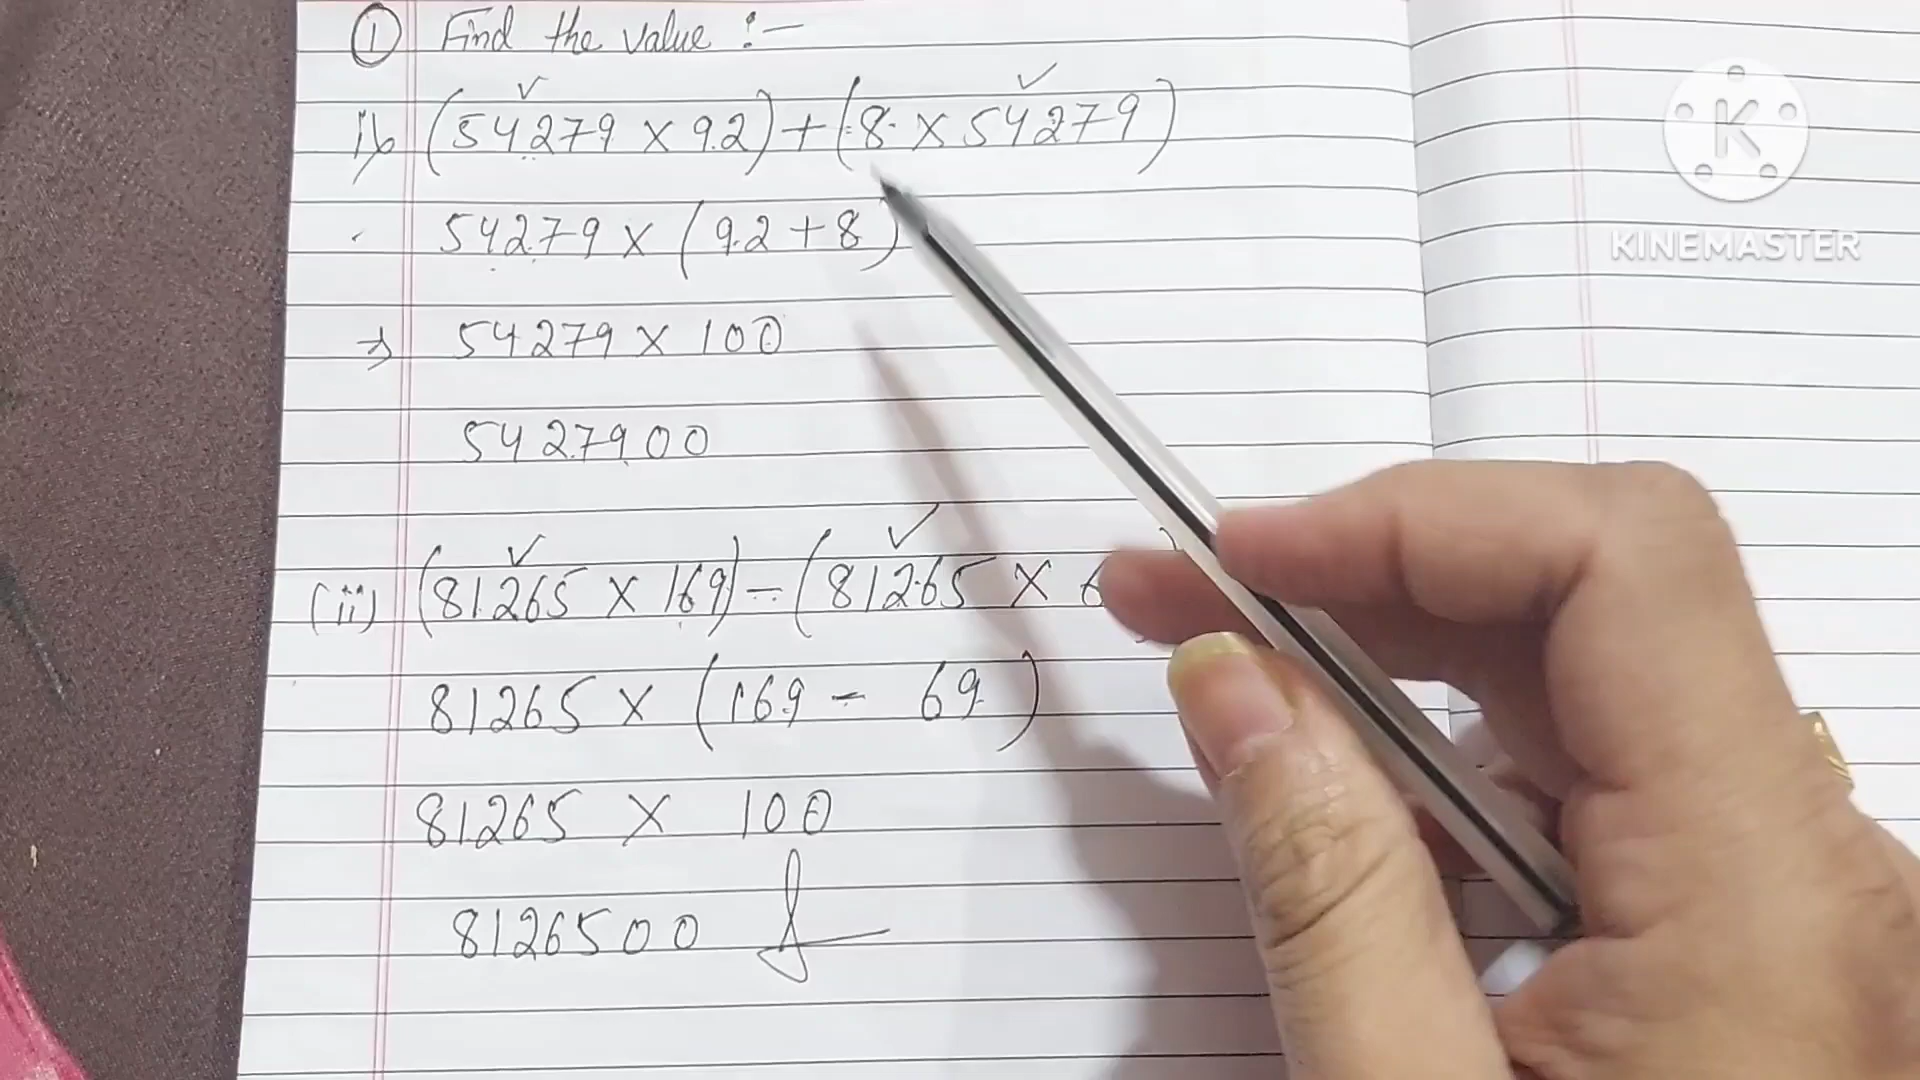 ① Find the value :-
i) (54279 × 92) + (8 × 54279)
54279 × (92 + 8)
⇒ 54279 × 100
5427900
(ii) (81265 × 169) - (81265 × 6
81265 × (169 - 69)
81265 × 100
8126500
K
KINEMASTER